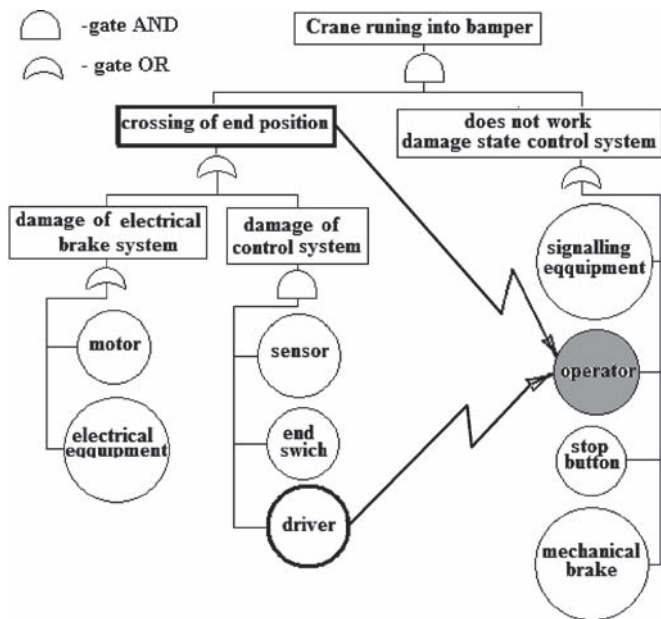 -gate AND
- gate OR
Crane runing into bamper
crossing of end position
does not work
damage state control system
damage of electrical
brake system
damage of
control system
signalling
eqquipment
motor
sensor
operator
electrical
eqquipment
end
swich
stop
button
driver
mechanical
brake